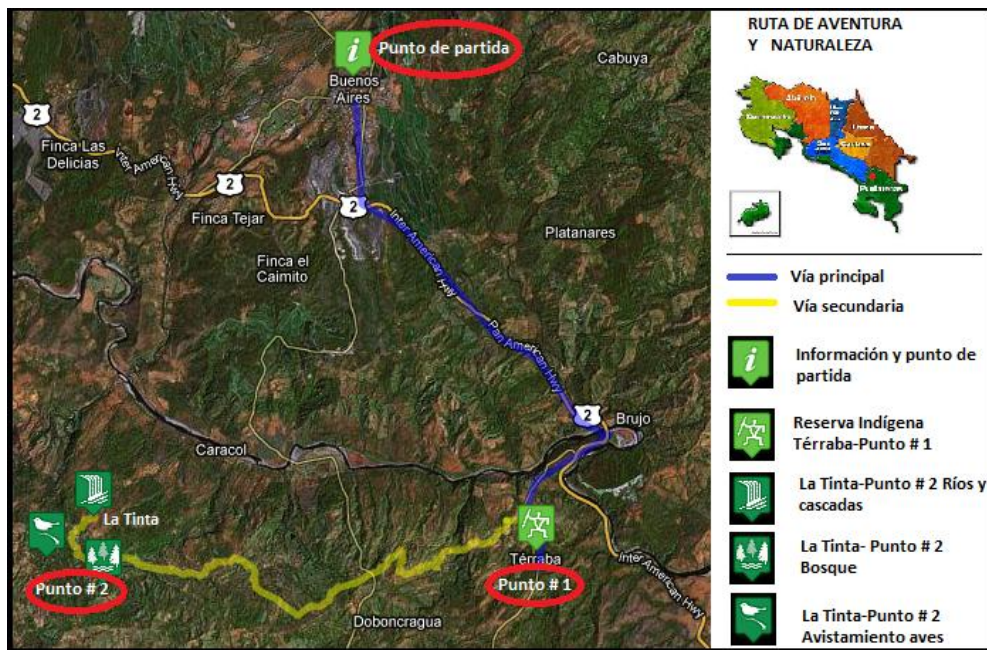 Punto de partida
Buenos
Aires
Cabuya
2
Finca Las
Delicias
Inter American Hwy
2
Finca Tejar
2
Inter American Hwy
Platanares
Finca el
Caimito
Pan American Hwy
2
Brujo
Caracol
La Tinta
Térraba
Inter American Hwy
Punto # 2
Punto # 1
Doboncragua
RUTA DE AVENTURA
Y NATURALEZA
Vía principal
Vía secundaria
Información y punto de
partida
Reserva Indígena
Térraba-Punto # 1
La Tinta-Punto # 2 Ríos y
cascadas
La Tinta- Punto # 2
Bosque
La Tinta-Punto # 2
Avistamiento aves